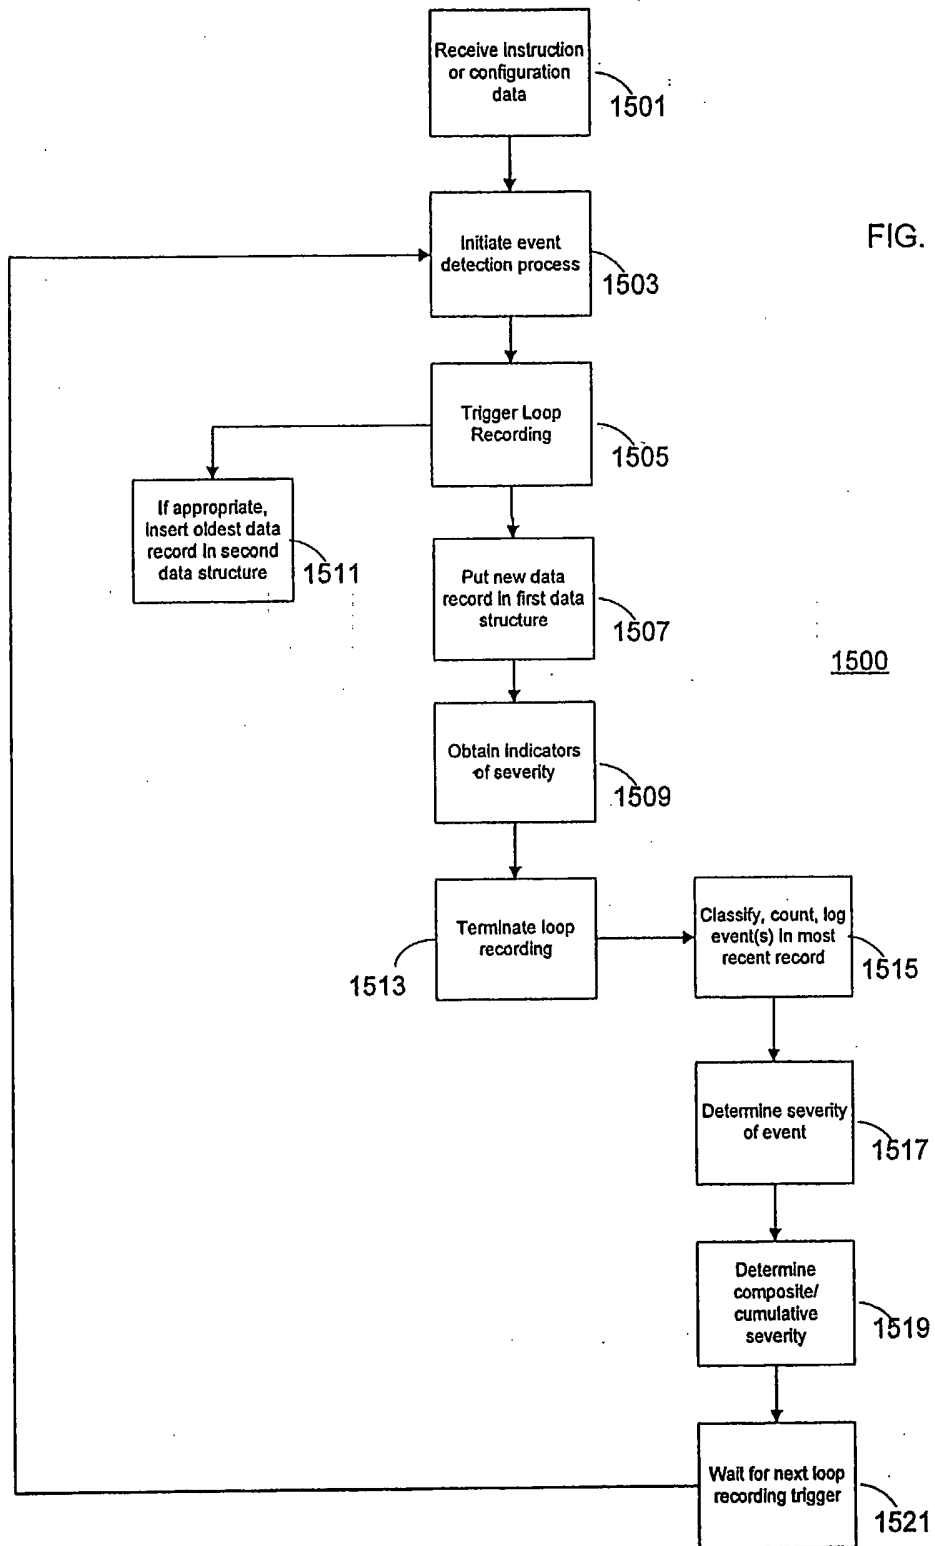 Receive instruction
or configuration
data
1501
Initiate event
detection process
1503
FIG.
Trigger Loop
Recording
1505
If appropriate,
insert oldest data
record in second
data structure
1511
Put new data
record in first data
structure
1507
1500
Obtain indicators
of severity
1509
Terminate loop
recording
1513
Classify, count, log
event(s) in most
recent record
1515
Determine severity
of event
1517
Determine
composite/
cumulative
severity
1519
Wait for next loop
recording trigger
1521